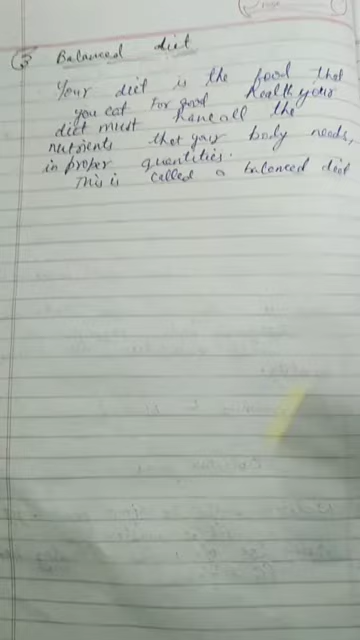 ③ Balanced diet
Your diet is the food that
you eat For good health your
diet must have all the
nutrients that your body needs,
in proper quantities.
This is called a balanced diet